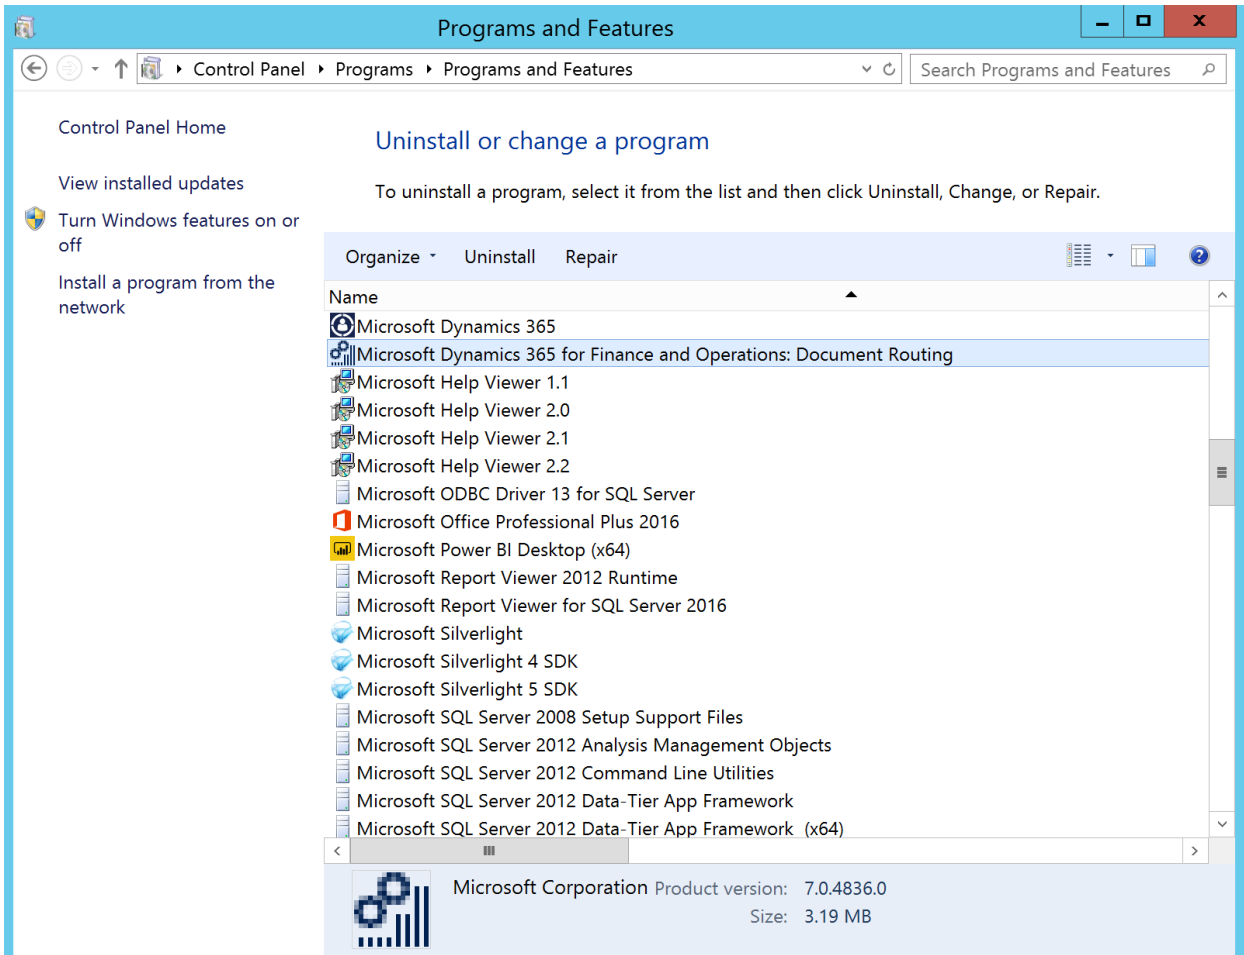 Programs and Features
Control Panel Programs Programs and Features
Search Programs and Features
Control Panel Home
View installed updates
Turn Windows features on or
off
Install a program from the
network
Uninstall or change a program
To uninstall a program, select it from the list and then click Uninstall, Change, or Repair.
Organize Uninstall Repair
Name
Microsoft Dynamics 365
Microsoft Dynamics 365 for Finance and Operations: Document Routing
Microsoft Help Viewer 1.1
Microsoft Help Viewer 2.0
Microsoft Help Viewer 2.1
Microsoft Help Viewer 2.2
Microsoft ODBC Driver 13 for SQL Server
Microsoft Office Professional Plus 2016
Microsoft Power BI Desktop (x64)
Microsoft Report Viewer 2012 Runtime
Microsoft Report Viewer for SQL Server 2016
Microsoft Silverlight
Microsoft Silverlight 4 SDK
Microsoft Silverlight 5 SDK
Microsoft SQL Server 2008 Setup Support Files
Microsoft SQL Server 2012 Analysis Management Objects
Microsoft SQL Server 2012 Command Line Utilities
Microsoft SQL Server 2012 Data-Tier App Framework
Microsoft SQL Server 2012 Data-Tier App Framework (x64)
Microsoft Corporation Product version: 7.0.4836.0
Size: 3.19 MB